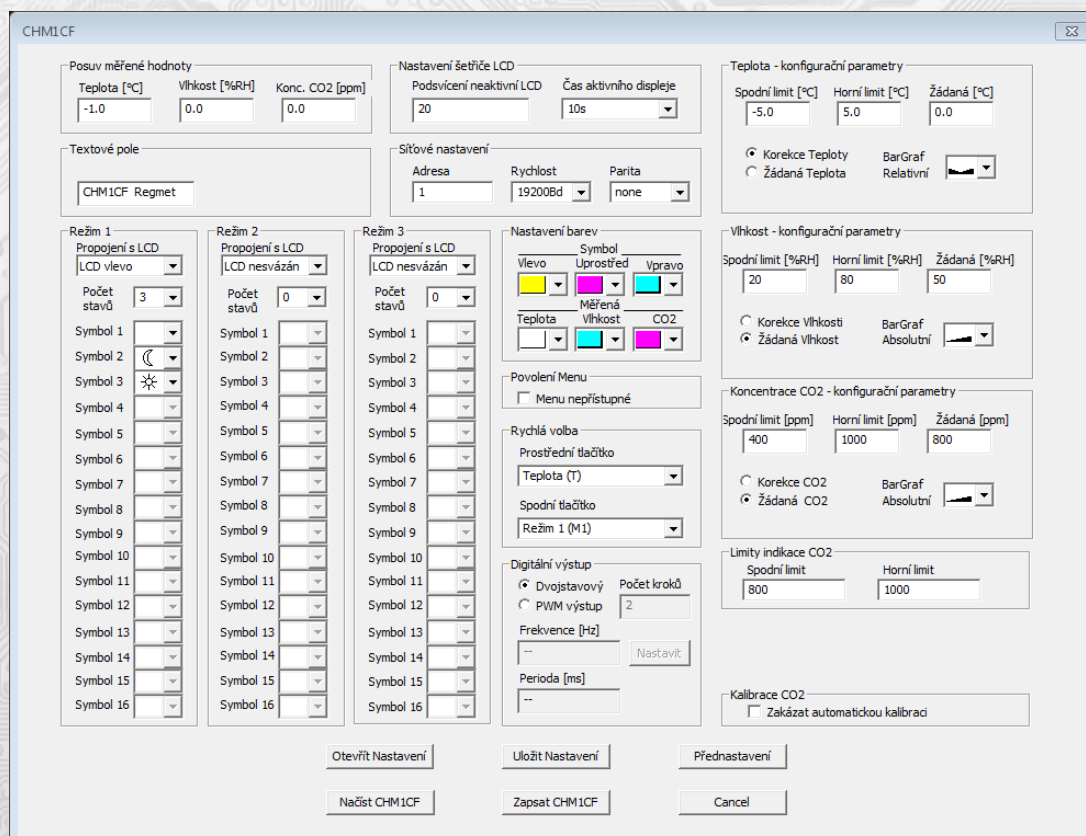 CHM1CF
Posuv měřené hodnoty
Teplota [°C] Vlhkost [%RH] Konc. CO2 [ppm]
-1.0 0.0 0.0
Nastavení šetřiče LCD
Podsvícení neaktivní LCD Čas aktivního displeje
20 10s
Teplota - konfigurační parametry
Spodní limit [°C] Horní limit [°C] Žádaná [°C]
-5.0 5.0 0.0
Korekce Teploty
Žádaná Teplota
BarGraf
Relativní
Textové pole
CHM1CF Regmet
Síťové nastavení
Adresa Rychlost Parita
1 19200Bd none
Režim 1
Propojení s LCD
LCD vlevo
Počet
stavů
3
Symbol 1
Symbol 2
Symbol 3
Symbol 4
Symbol 5
Symbol 6
Symbol 7
Symbol 8
Symbol 9
Symbol 10
Symbol 11
Symbol 12
Symbol 13
Symbol 14
Symbol 15
Symbol 16
Režim 2
Propojení s LCD
LCD nesvázán
Počet
stavů
0
Symbol 1
Symbol 2
Symbol 3
Symbol 4
Symbol 5
Symbol 6
Symbol 7
Symbol 8
Symbol 9
Symbol 10
Symbol 11
Symbol 12
Symbol 13
Symbol 14
Symbol 15
Symbol 16
Režim 3
Propojení s LCD
LCD nesvázán
Počet
stavů
0
Symbol 1
Symbol 2
Symbol 3
Symbol 4
Symbol 5
Symbol 6
Symbol 7
Symbol 8
Symbol 9
Symbol 10
Symbol 11
Symbol 12
Symbol 13
Symbol 14
Symbol 15
Symbol 16
Nastavení barev
Symbol
Vlevo Uprostřed Vpravo
Měřená
Teplota Vlhkost CO2
Povolení Menu
Menu nepřístupné
Rychlá volba
Prostřední tlačítko
Teplota (T)
Spodní tlačítko
Režim 1 (M1)
Digitální výstup
Dvojstavový
PWM výstup
Počet kroků
2
Frekvence [Hz]
--
Nastavit
Perioda [ms]
--
Vlhkost - konfigurační parametry
Spodní limit [%RH] Horní limit [%RH] Žádaná [%RH]
20 80 50
Korekce Vlhkosti
Žádaná Vlhkost
BarGraf
Absolutní
Koncentrace CO2 - konfigurační parametry
Spodní limit [ppm] Horní limit [ppm] Žádaná [ppm]
400 1000 800
Korekce CO2
Žádaná CO2
BarGraf
Absolutní
Limity indikace CO2
Spodní limit Horní limit
800 1000
Kalibrace CO2
Zakázat automatickou kalibraci
Otevřít Nastavení Uložit Nastavení Přednastavení
Načíst CHM1CF Zapsat CHM1CF Cancel